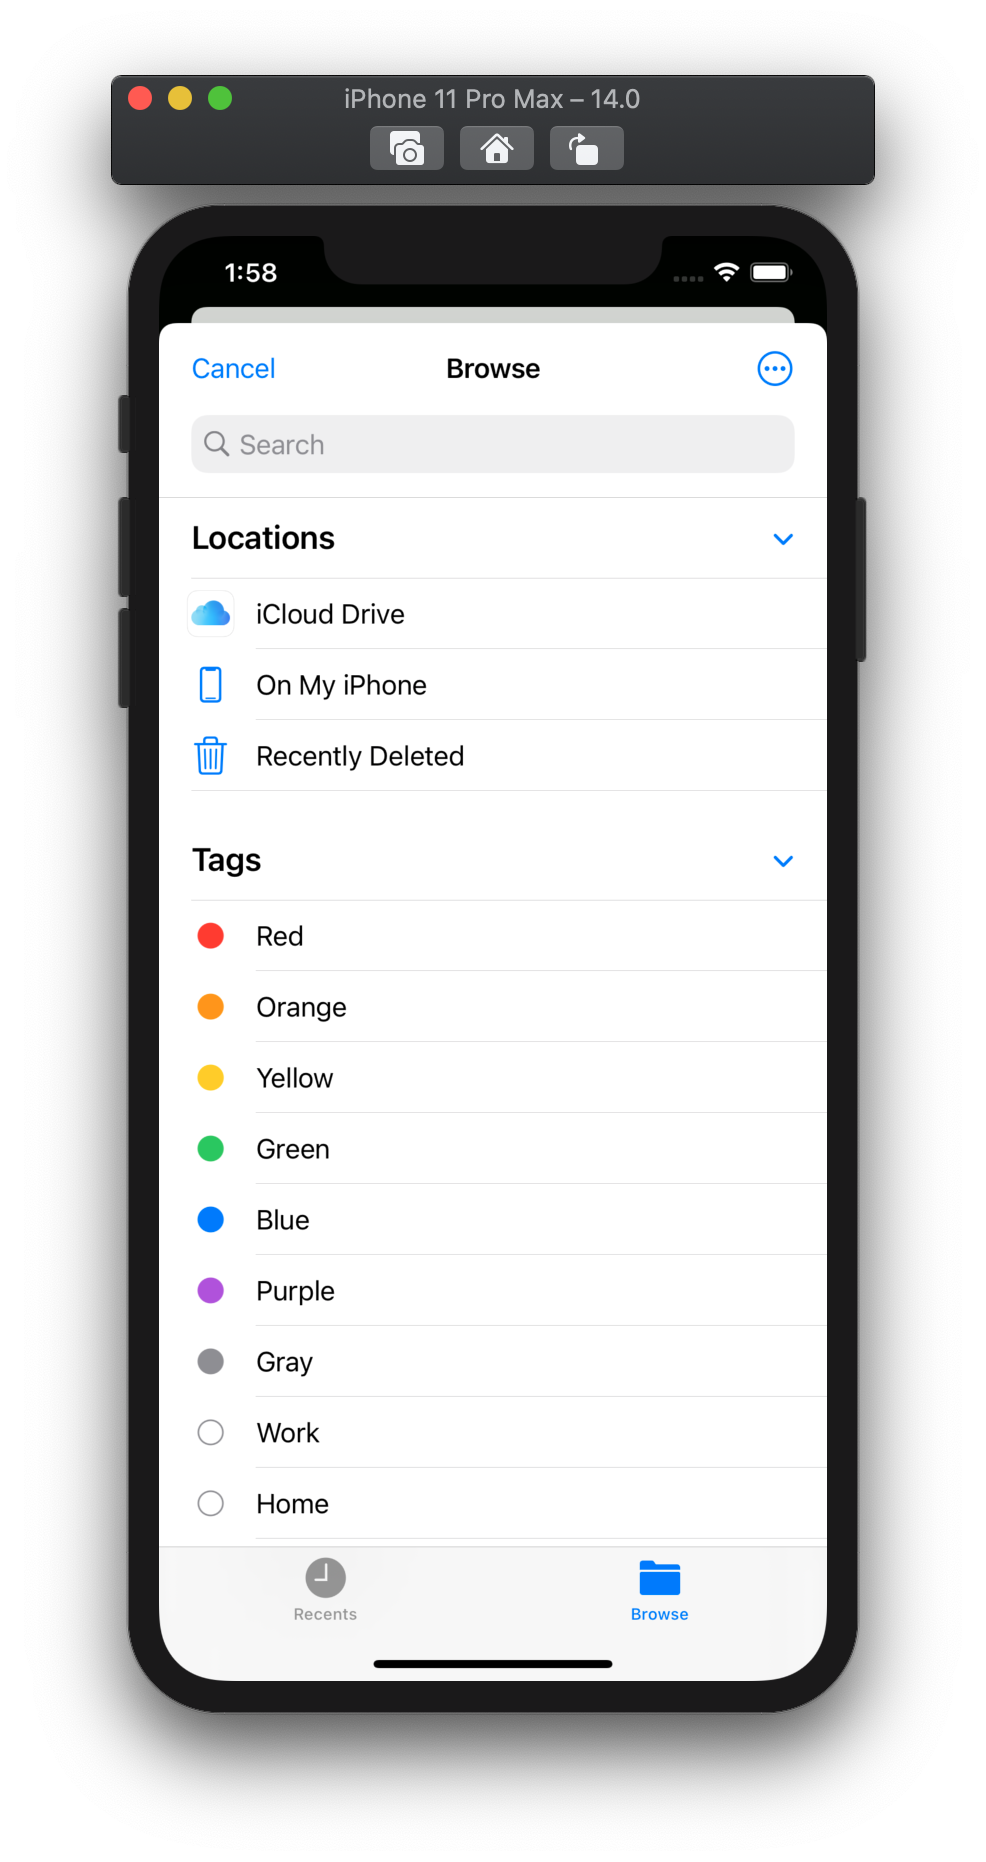 iPhone 11 Pro Max – 14.0
1:58
Cancel
Browse
Search
Locations
iCloud Drive
On My iPhone
Recently Deleted
Tags
Red
Orange
Yellow
Green
Blue
Purple
Gray
Work
Home
Recents
Browse